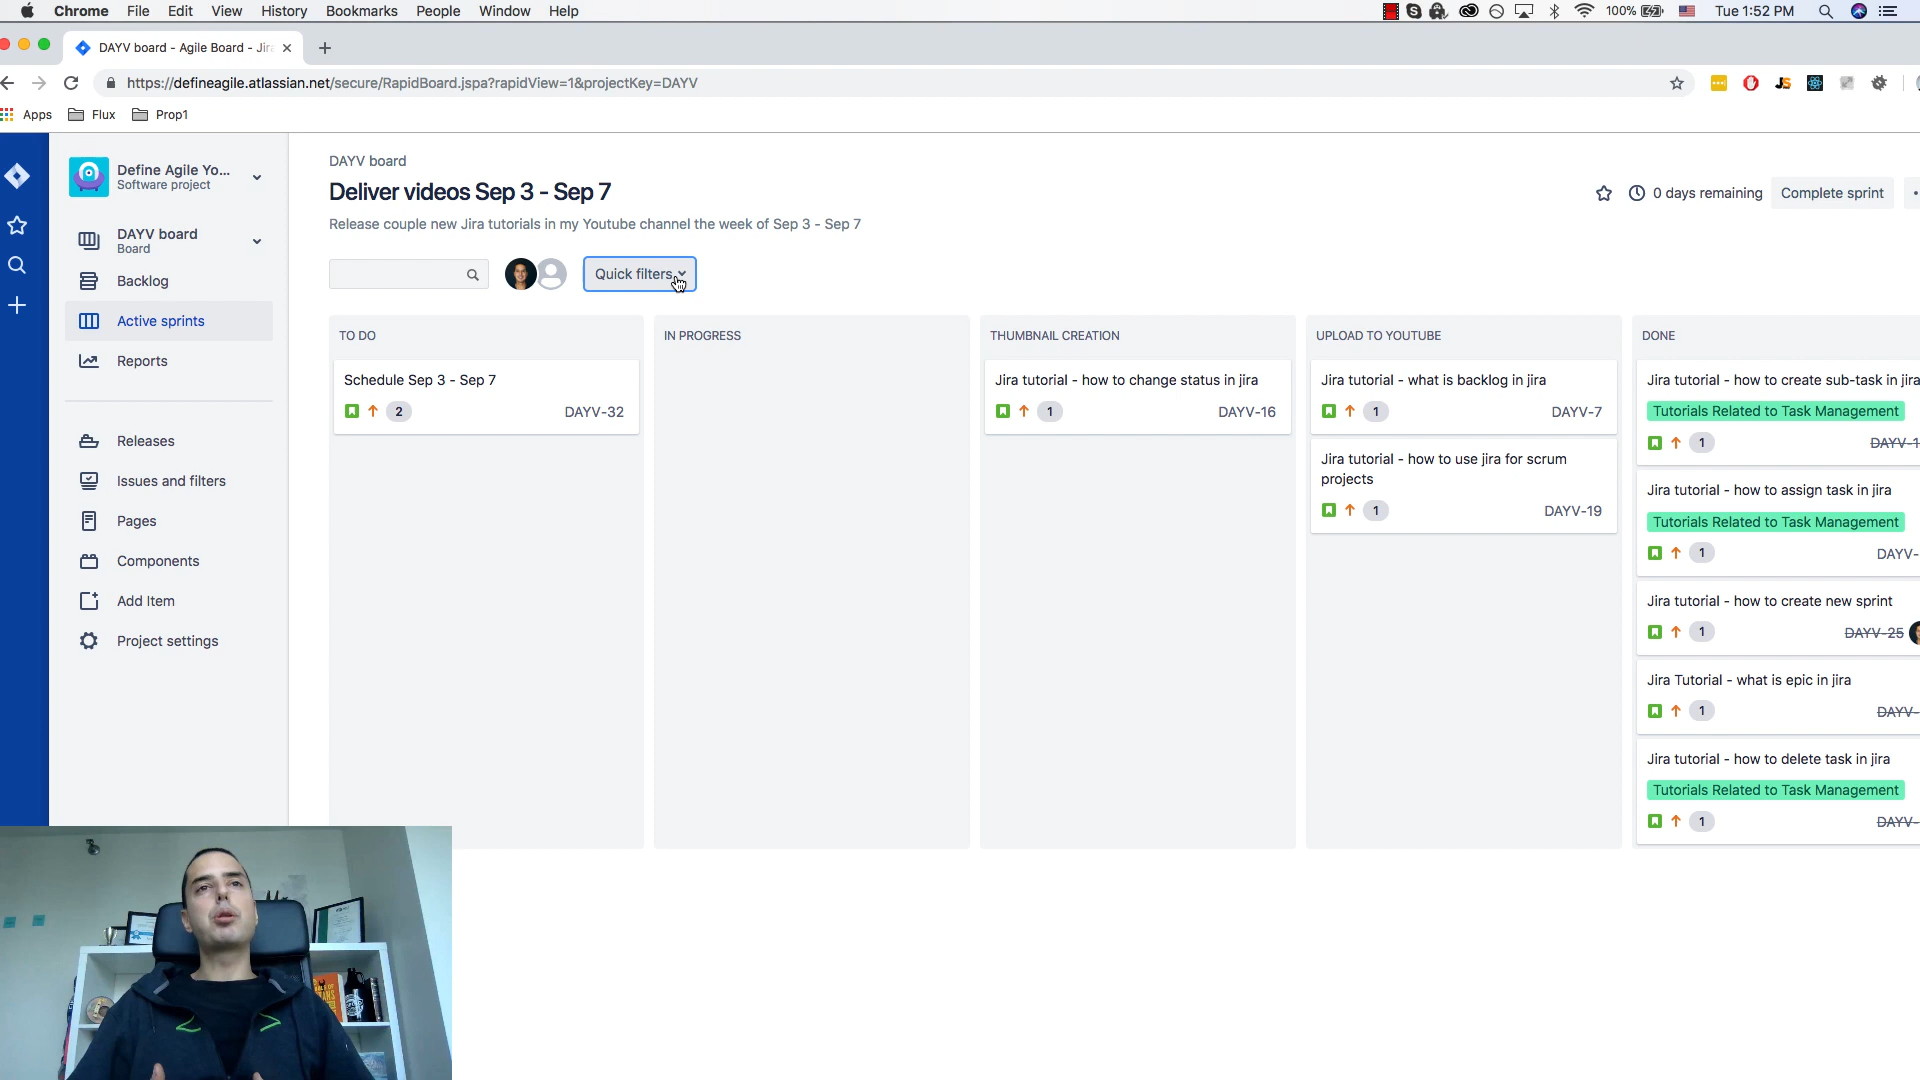 Chrome File Edit View History Bookmarks People Window Help
100% Tue 1:52 PM
DAYV board - Agile Board - Jira
https://defineagile.atlassian.net/secure/RapidBoard.jspa?rapidView=1&projectKey=DAYV
Apps Flux Prop1
Define Agile Yo...
Software project
DAYV board
Board
Backlog
Active sprints
Reports
Releases
Issues and filters
Pages
Components
Add Item
Project settings
DAYV board
Deliver videos Sep 3 - Sep 7
0 days remaining
Complete sprint
Release couple new Jira tutorials in my Youtube channel the week of Sep 3 - Sep 7
Quick filters
TO DO
Schedule Sep 3 - Sep 7
2 DAYV-32
IN PROGRESS
THUMBNAIL CREATION
Jira tutorial - how to change status in jira
1 DAYV-16
UPLOAD TO YOUTUBE
Jira tutorial - what is backlog in jira
1 DAYV-7
Jira tutorial - how to use jira for scrum
projects
1 DAYV-19
DONE
Jira tutorial - how to create sub-task in jira
Tutorials Related to Task Management
1 DAYV-1
Jira tutorial - how to assign task in jira
Tutorials Related to Task Management
1 DAYV-
Jira tutorial - how to create new sprint
1 DAYV-25
Jira Tutorial - what is epic in jira
1 DAYV-
Jira tutorial - how to delete task in jira
Tutorials Related to Task Management
1 DAYV-